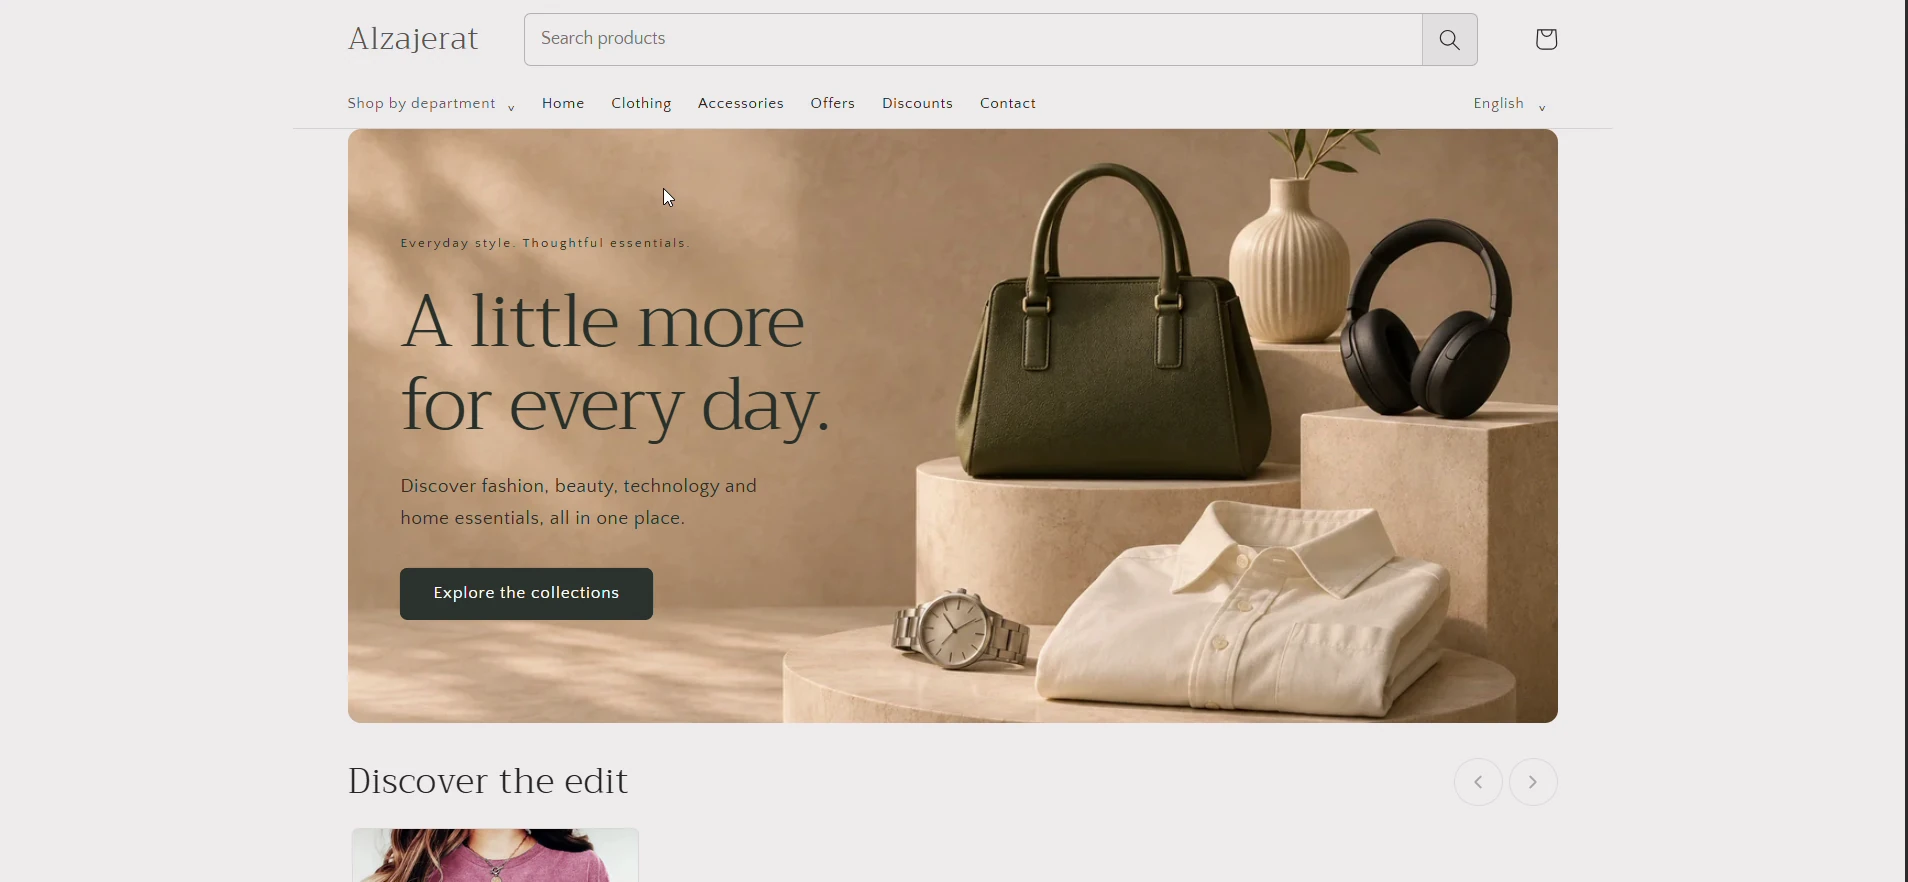 Alzajerat
Search products
Shop by department
Home
Clothing
Accessories
Offers
Discounts
Contact
English
Everyday style. Thoughtful essentials.
A little more
for every day.
Discover fashion, beauty, technology and
home essentials, all in one place.
Explore the collections
Discover the edit